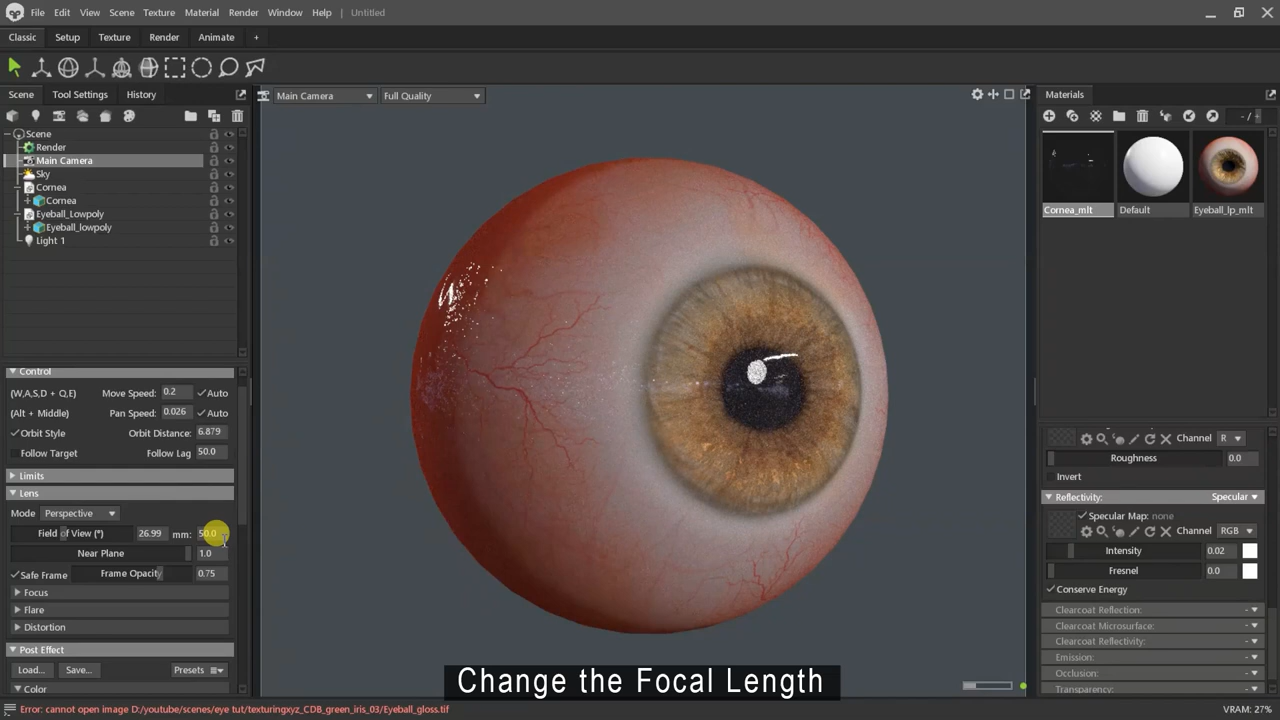 File Edit View Scene Texture Material Render Window Help Untitled
Classic Setup Texture Render Animate +
Scene Tool Settings History
Main Camera Full Quality
Materials
- / -
Scene
Render
Main Camera
Sky
Cornea
Cornea
Eyeball_Lowpoly
Eyeball_lowpoly
Light 1
Cornea_mlt Default Eyeball_lp_mlt
Control
(W,A,S,D + Q,E) Move Speed: 0.2 Auto
(Alt + Middle) Pan Speed: 0.026 Auto
Orbit Style Orbit Distance: 6.879
Follow Target Follow Lag 50.0
Limits
Lens
Mode Perspective
Field of View (°) 26.99 mm: 50.0
Near Plane 1.0
Safe Frame Frame Opacity 0.75
Focus
Flare
Distortion
Post Effect
Load... Save... Presets
Color
Channel R
Roughness 0.0
Invert
Reflectivity: Specular
Specular Map: none
Channel RGB
Intensity 0.02
Fresnel 0.0
Conserve Energy
Clearcoat Reflection:
Clearcoat Microsurface:
Clearcoat Reflectivity:
Emission:
Occlusion:
Transparency:
Change the Focal Length
Error: cannot open image D:/youtube/scenes/eye tut/texturingxyz_CDB_green_iris_03/Eyeball_gloss.tif
VRAM: 27%